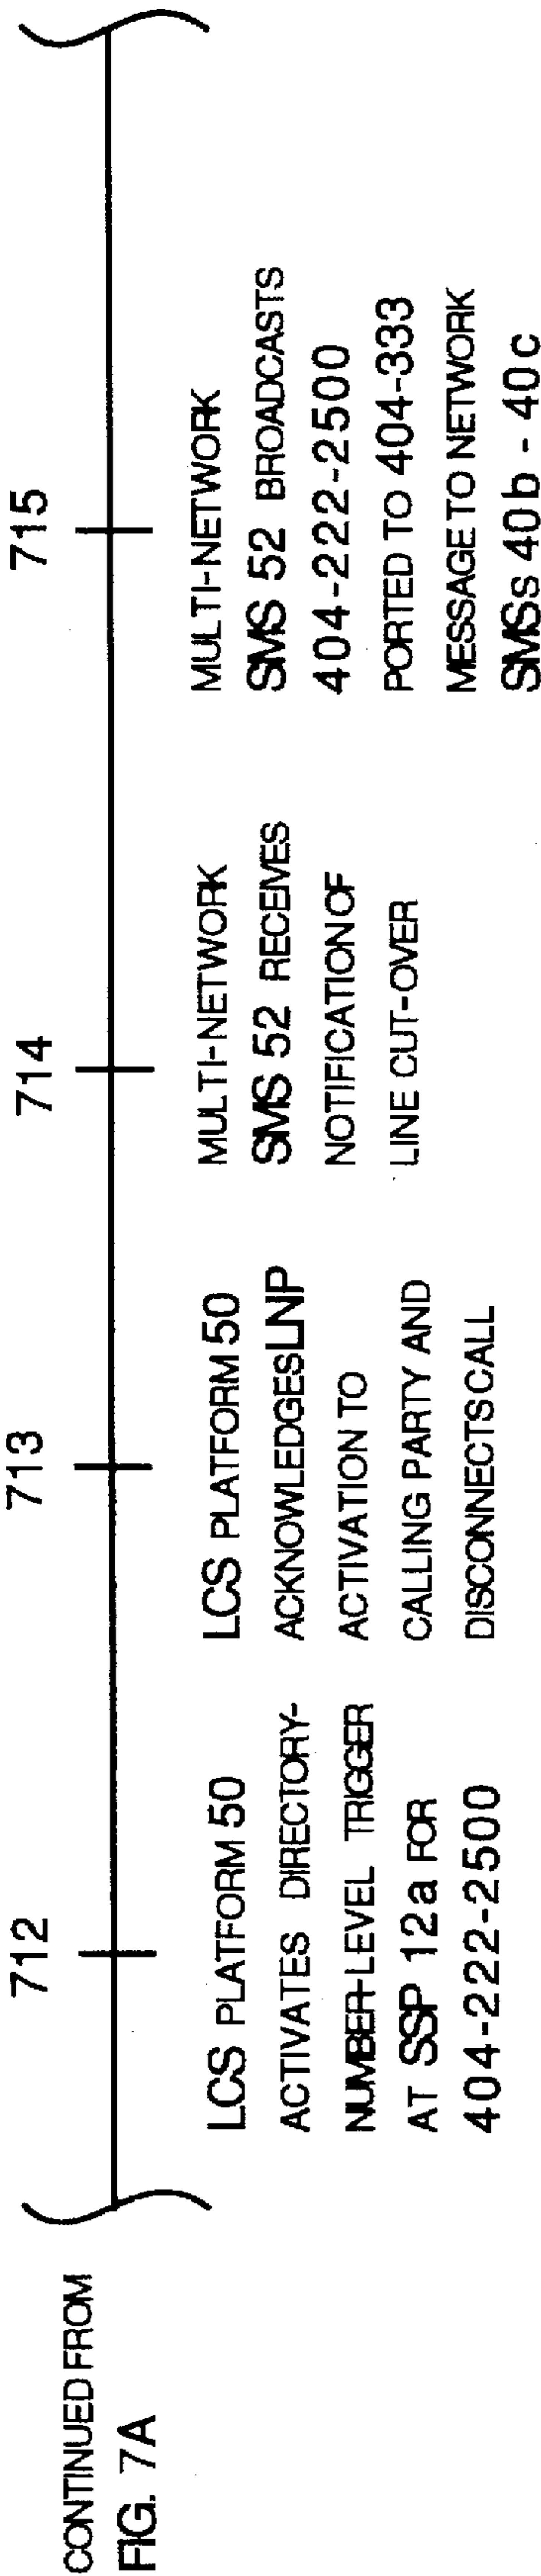 CONTINUED FROM
FIG. 7A
712
LCS PLATFORM 50
ACTIVATES DIRECTORY-
NUMBER-LEVEL TRIGGER
AT SSP 12a FOR
404-222-2500
713
LCS PLATFORM 50
ACKNOWLEDGES LNP
ACTIVATION TO
CALLING PARTY AND
DISCONNECTS CALL
714
MULTI-NETWORK
SMS 52 RECEIVES
NOTIFICATION OF
LINE CUT-OVER
715
MULTI-NETWORK
SMS 52 BROADCASTS
404-222-2500
PORTED TO 404-333
MESSAGE TO NETWORK
SMSs 40b - 40c